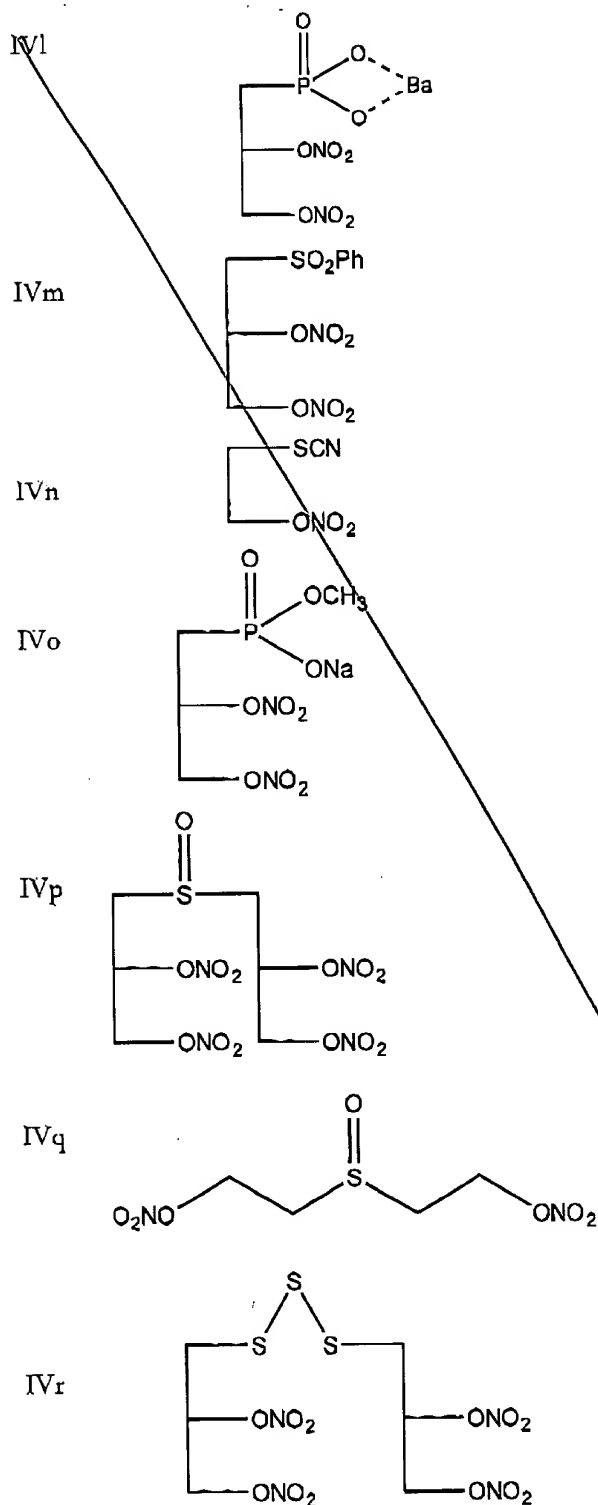 IVl
O
P
O
O
Ba
ONO2
ONO2
IVm
SO2Ph
ONO2
ONO2
IVn
SCN
ONO2
IVo
O
P
OCH3
ONa
ONO2
ONO2
IVp
O
S
ONO2 ONO2
ONO2 ONO2
IVq
O
S
O2NO ONO2
IVr
S
S S
ONO2 ONO2
ONO2 ONO2